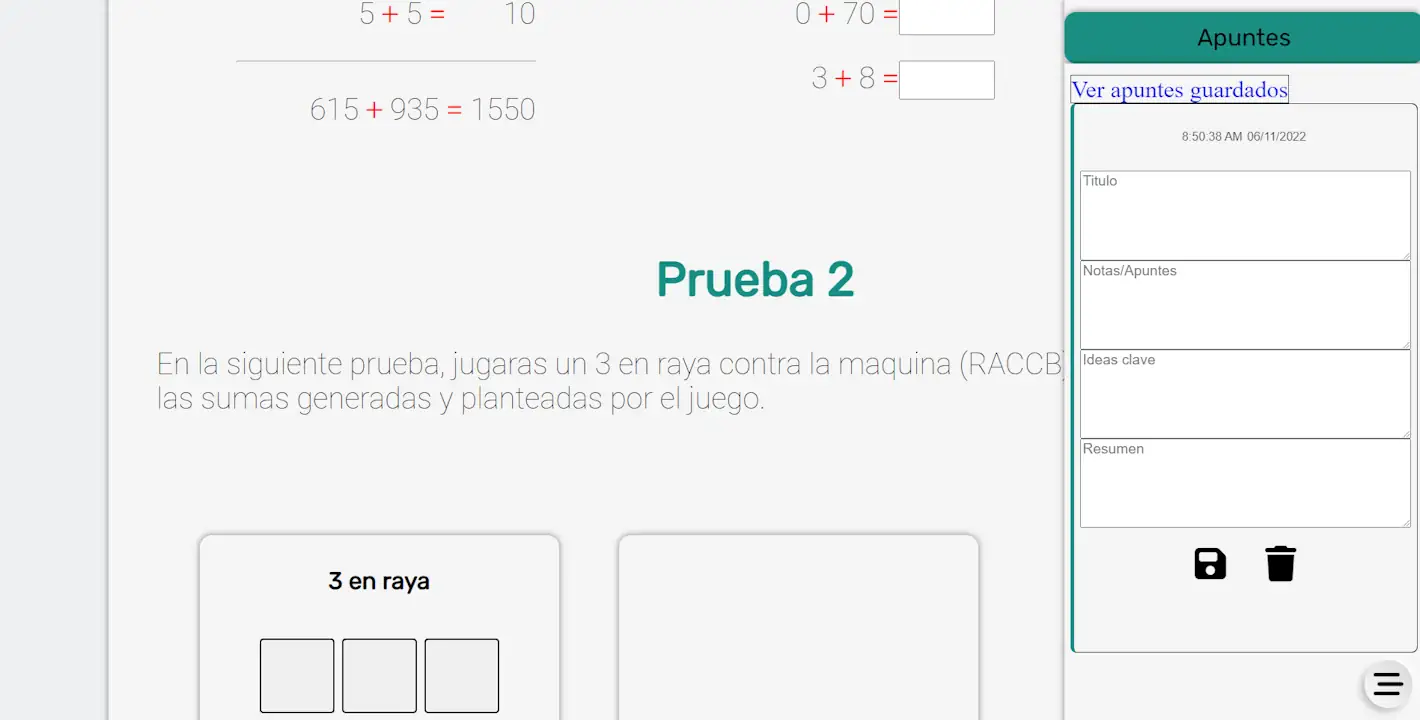 5 + 5 = 10
615 + 935 = 1550
0 + 70 =
3 + 8 =
Prueba 2
En la siguiente prueba, jugaras un 3 en raya contra la maquina (RACCB)
las sumas generadas y planteadas por el juego.
3 en raya
Apuntes
Ver apuntes guardados
8:50:38 AM 06/11/2022
Titulo
Notas/Apuntes
Ideas clave
Resumen